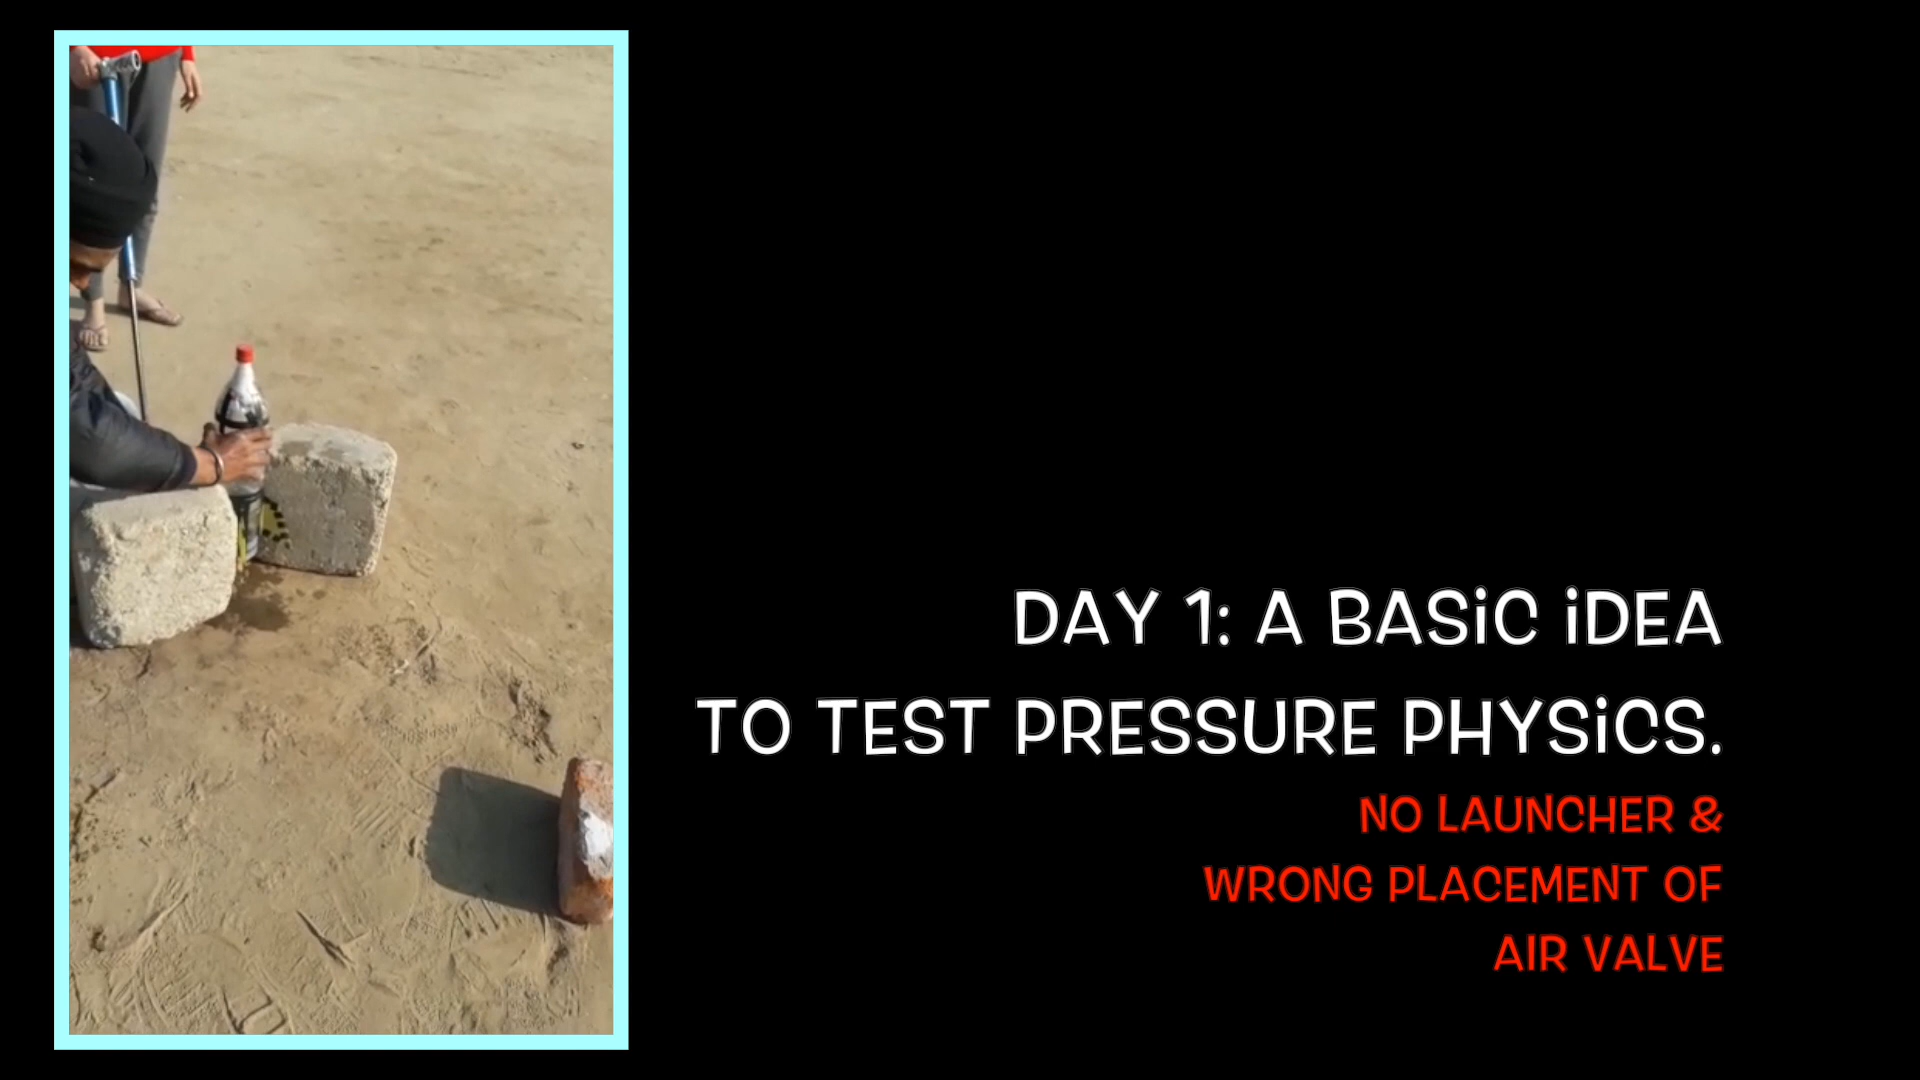 DAY 1: A BASiC iDEA
TO TEST PRESSURE PHYSiCS.
NO LAUNCHER &
WRONG PLACEMENT OF
AIR VALVE